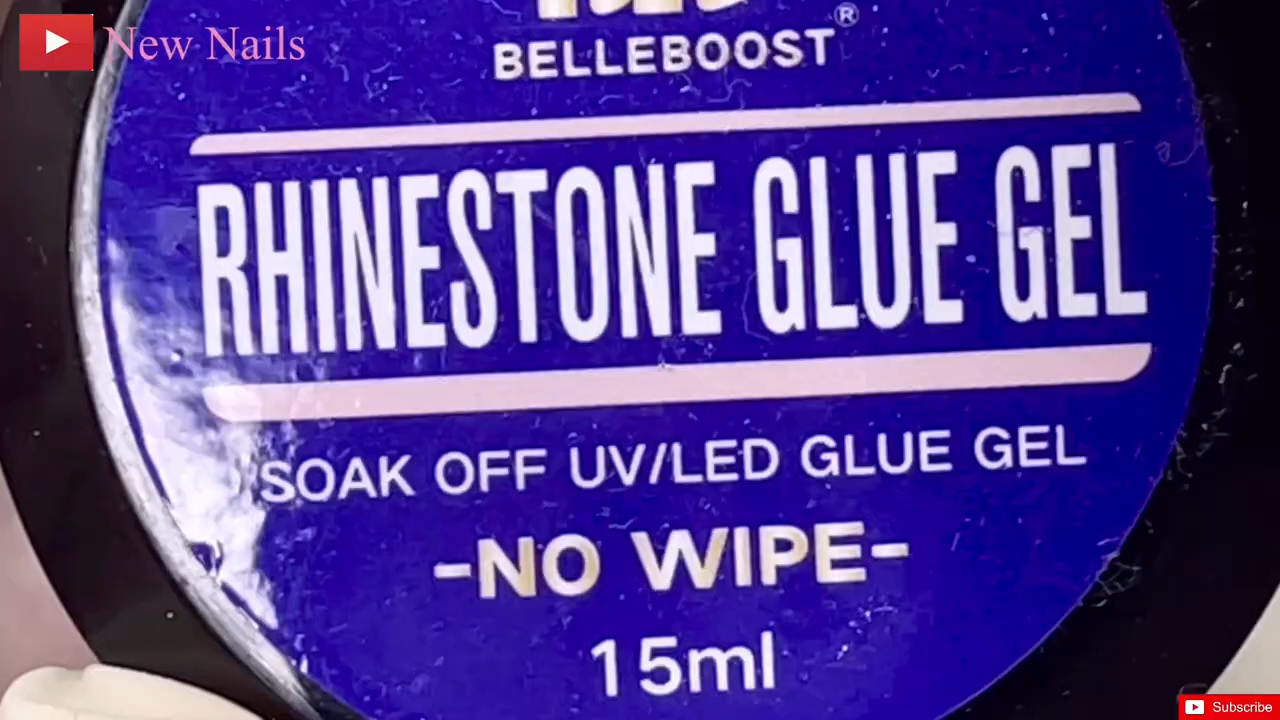 New Nails
BELLEBOOST®
RHINESTONE GLUE GEL
SOAK OFF UV/LED GLUE GEL
-NO WIPE-
15ml
Subscribe